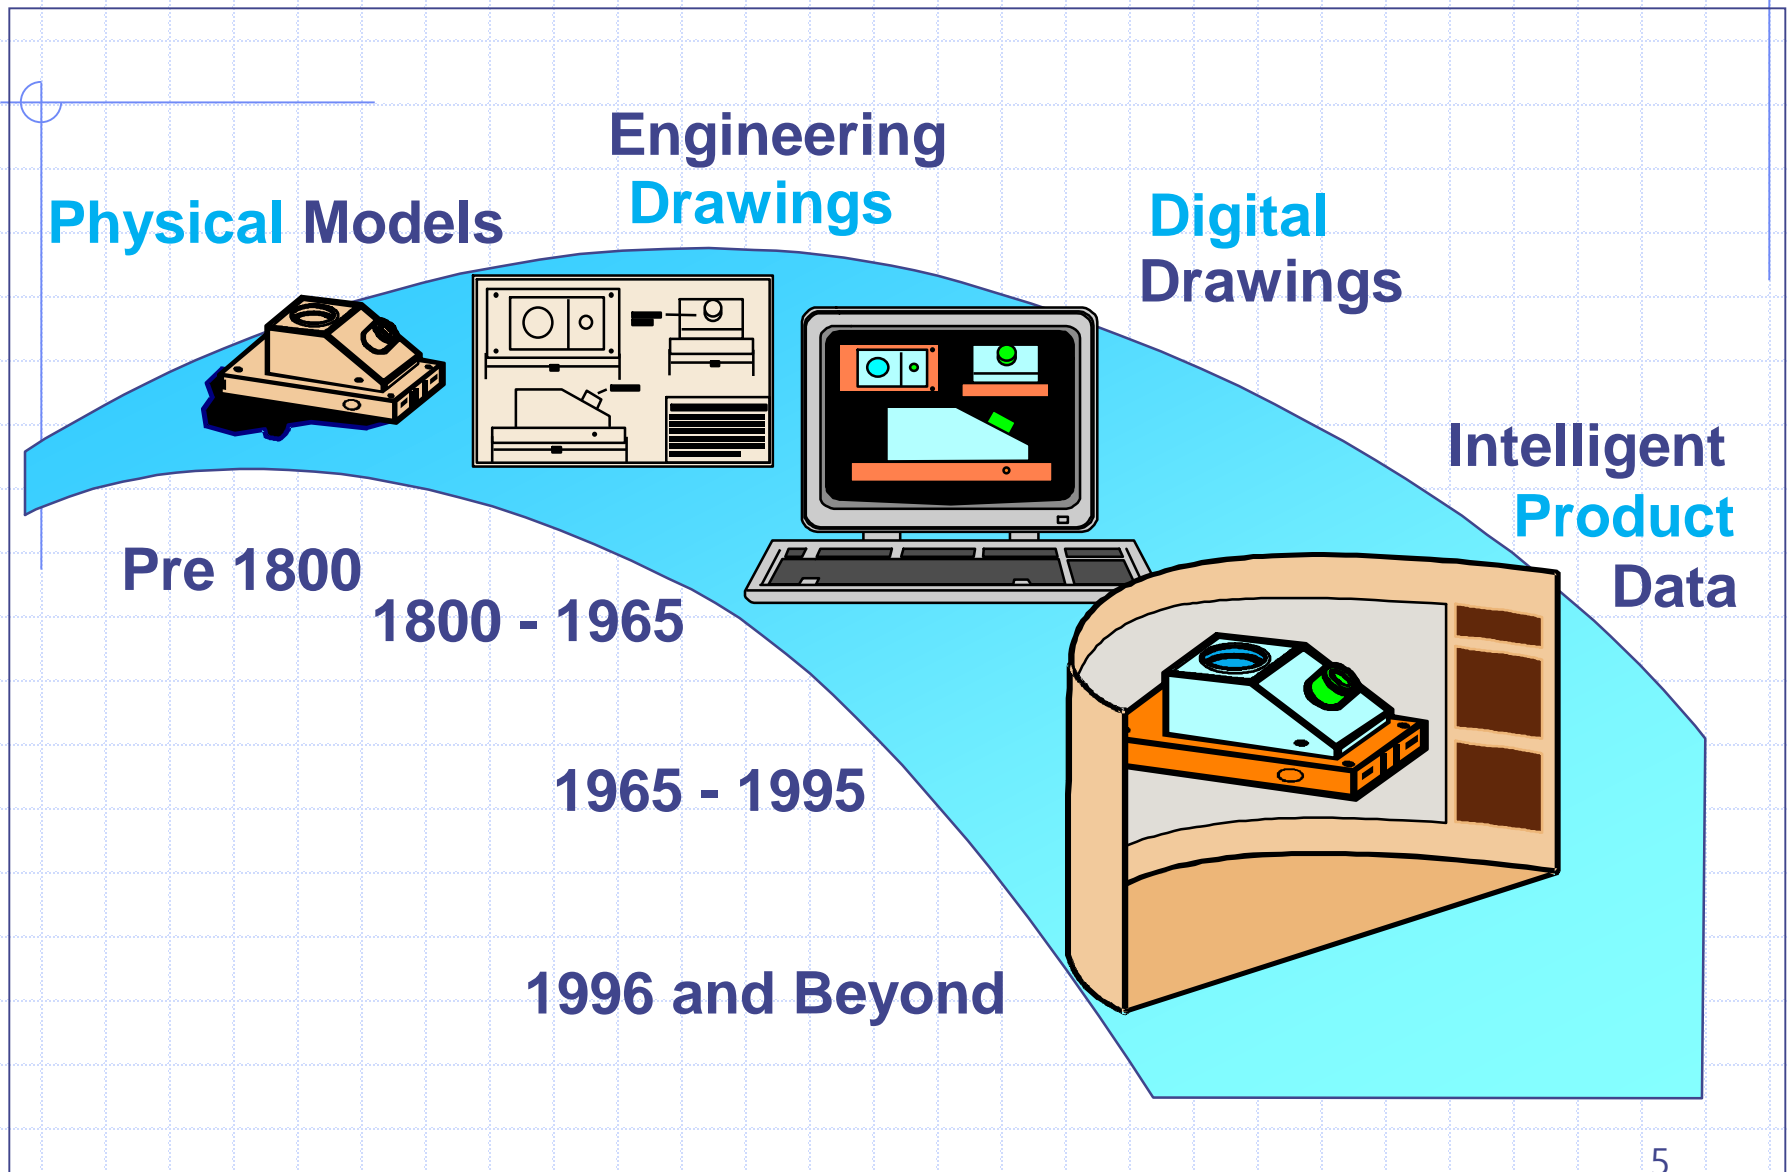 Engineering
Drawings
Physical Models
Digital
Drawings
Intelligent
Product
Data
Pre 1800
1800 - 1965
1965 - 1995
1996 and Beyond
5